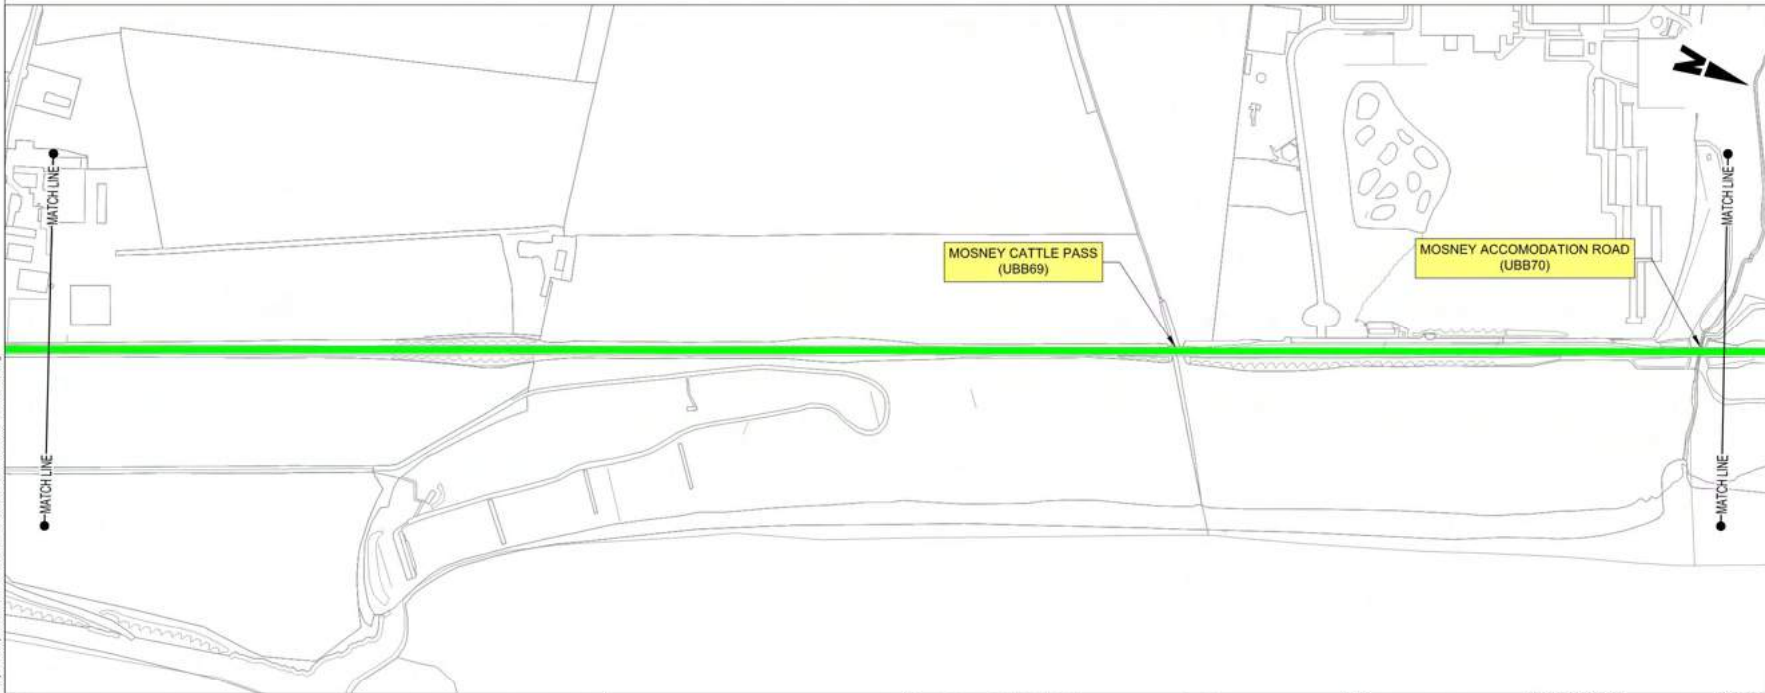 N
MATCH LINE
MATCH LINE
MOSNEY CATTLE PASS
(UBB69)
MOSNEY ACCOMODATION ROAD
(UBB70)
MATCH LINE
MATCH LINE